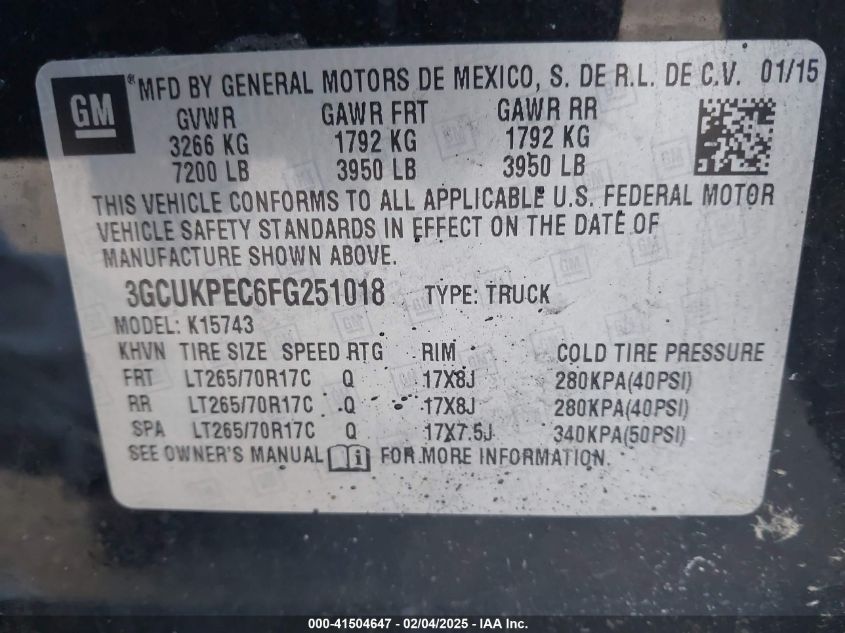 GM
® MFD BY GENERAL MOTORS DE MEXICO, S. DE R.L. DE C.V. 01/15
GVWR GAWR FRT GAWR RR
3266 KG 1792 KG 1792 KG
7200 LB 3950 LB 3950 LB
THIS VEHICLE CONFORMS TO ALL APPLICABLE U.S. FEDERAL MOTOR
VEHICLE SAFETY STANDARDS IN EFFECT ON THE DATE OF
MANUFACTURE SHOWN ABOVE.
3GCUKPEC6FG251018 TYPE: TRUCK
MODEL: K15743
KHVN TIRE SIZE SPEED RTG RIM COLD TIRE PRESSURE
FRT LT265/70R17C Q 17X8J 280KPA(40PSI)
RR LT265/70R17C Q 17X8J 280KPA(40PSI)
SPA LT265/70R17C Q 17X7.5J 340KPA(50PSI)
SEE OWNER'S MANUAL i FOR MORE INFORMATION.
000-41504647 - 02/04/2025 - IAA Inc.